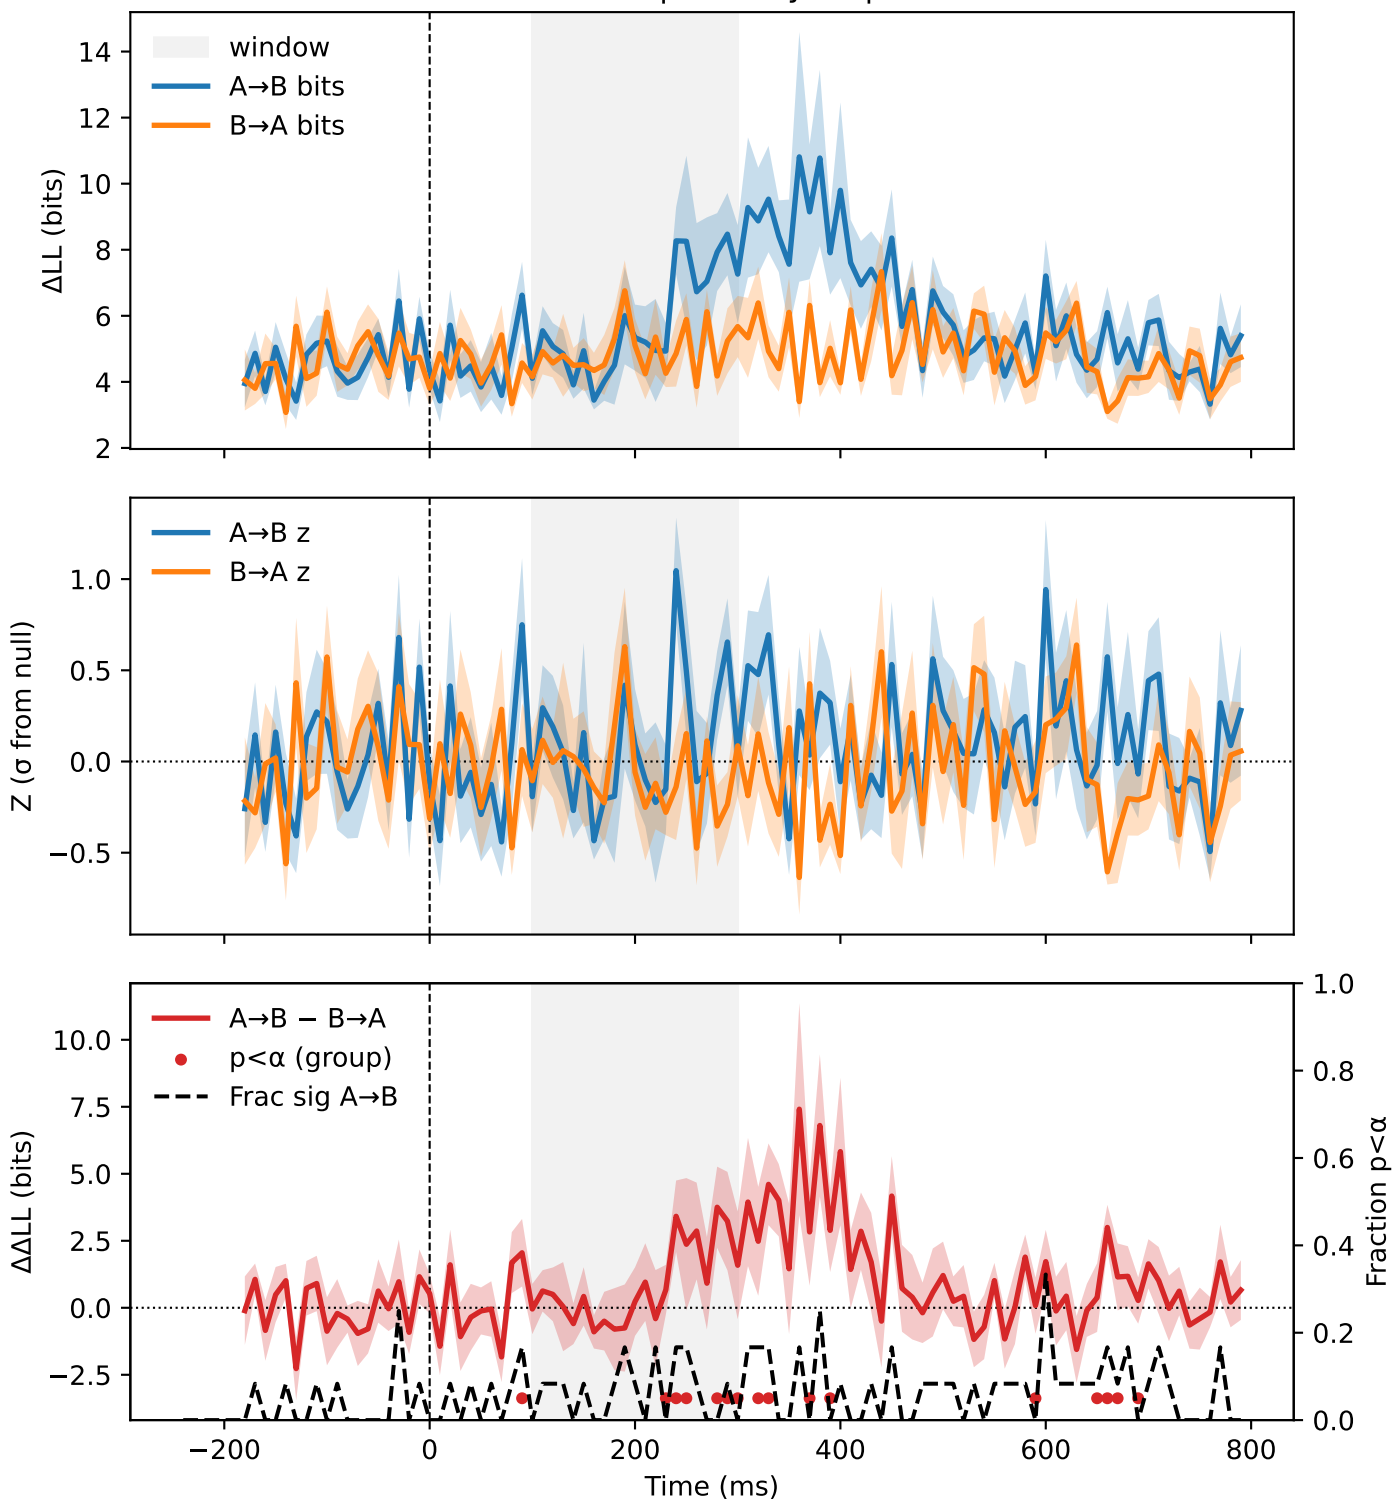 window
A→B bits
B→A bits
ΔLL (bits)
14
12
10
8
6
4
2
A→B z
B→A z
Z (σ from null)
1.0
0.5
0.0
−0.5
A→B − B→A
p<α (group)
Frac sig A→B
ΔΔLL (bits)
10.0
7.5
5.0
2.5
0.0
−2.5
1.0
0.8
0.6
0.4
0.2
0.0
Fraction p<α
−200
0
200
400
600
800
Time (ms)